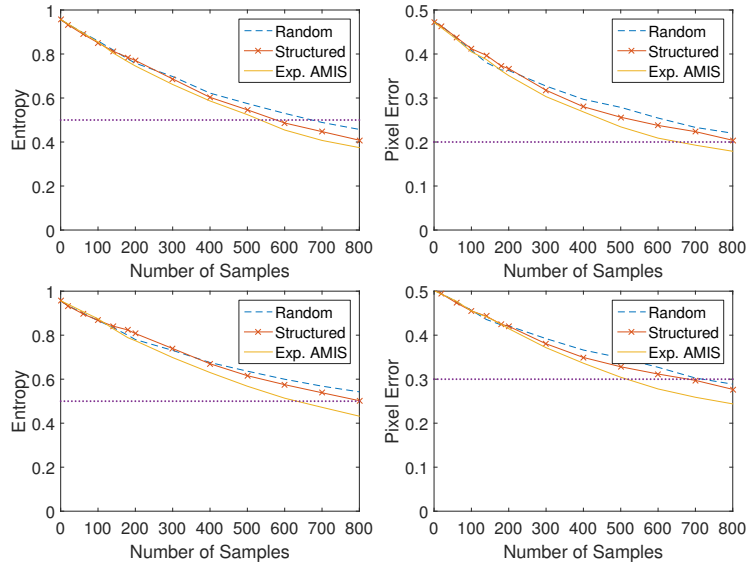 1
0.8
0.6
0.4
0.2
0
Entropy
0 100 200 300 400 500 600 700 800
Number of Samples
Random
Structured
Exp. AMIS
0.5
0.4
0.3
0.2
0.1
0
Pixel Error
0 100 200 300 400 500 600 700 800
Number of Samples
Random
Structured
Exp. AMIS
1
0.8
0.6
0.4
0.2
0
Entropy
0 100 200 300 400 500 600 700 800
Number of Samples
Random
Structured
Exp. AMIS
0.5
0.4
0.3
0.2
0.1
0
Pixel Error
0 100 200 300 400 500 600 700 800
Number of Samples
Random
Structured
Exp. AMIS